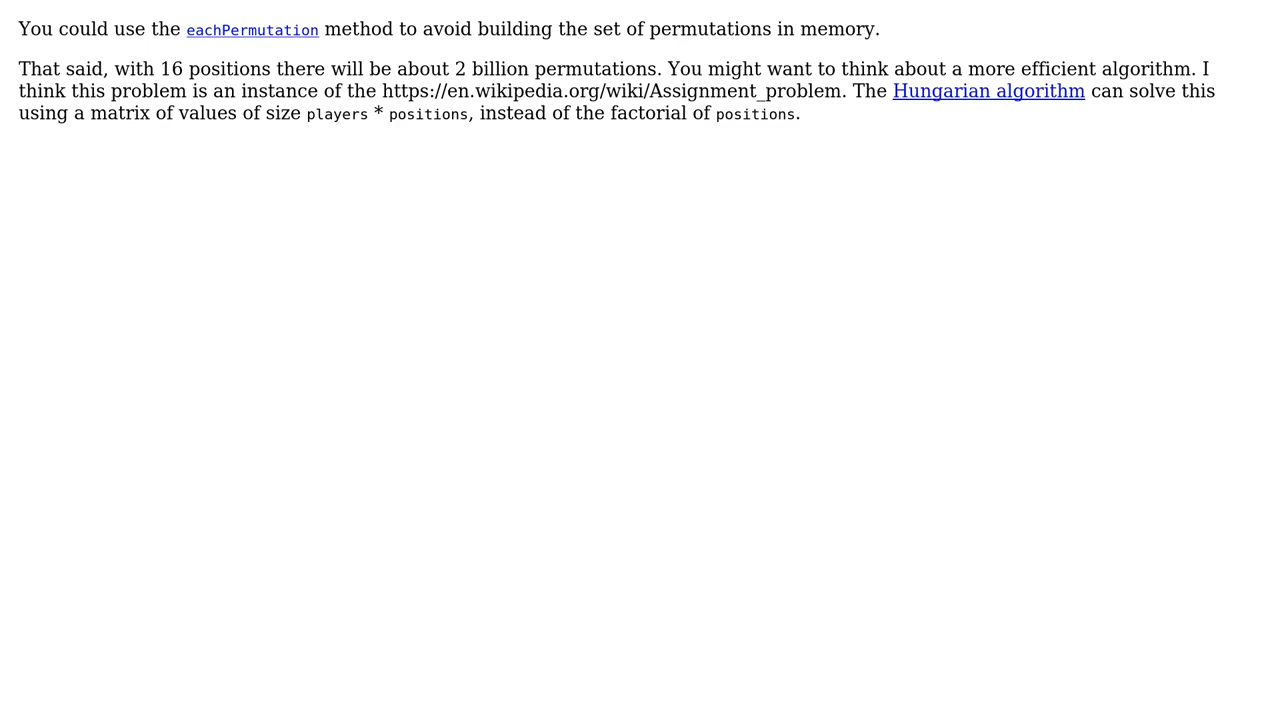 You could use the eachPermutation method to avoid building the set of permutations in memory.
That said, with 16 positions there will be about 2 billion permutations. You might want to think about a more efficient algorithm. I
think this problem is an instance of the https://en.wikipedia.org/wiki/Assignment_problem. The Hungarian algorithm can solve this
using a matrix of values of size players * positions, instead of the factorial of positions.